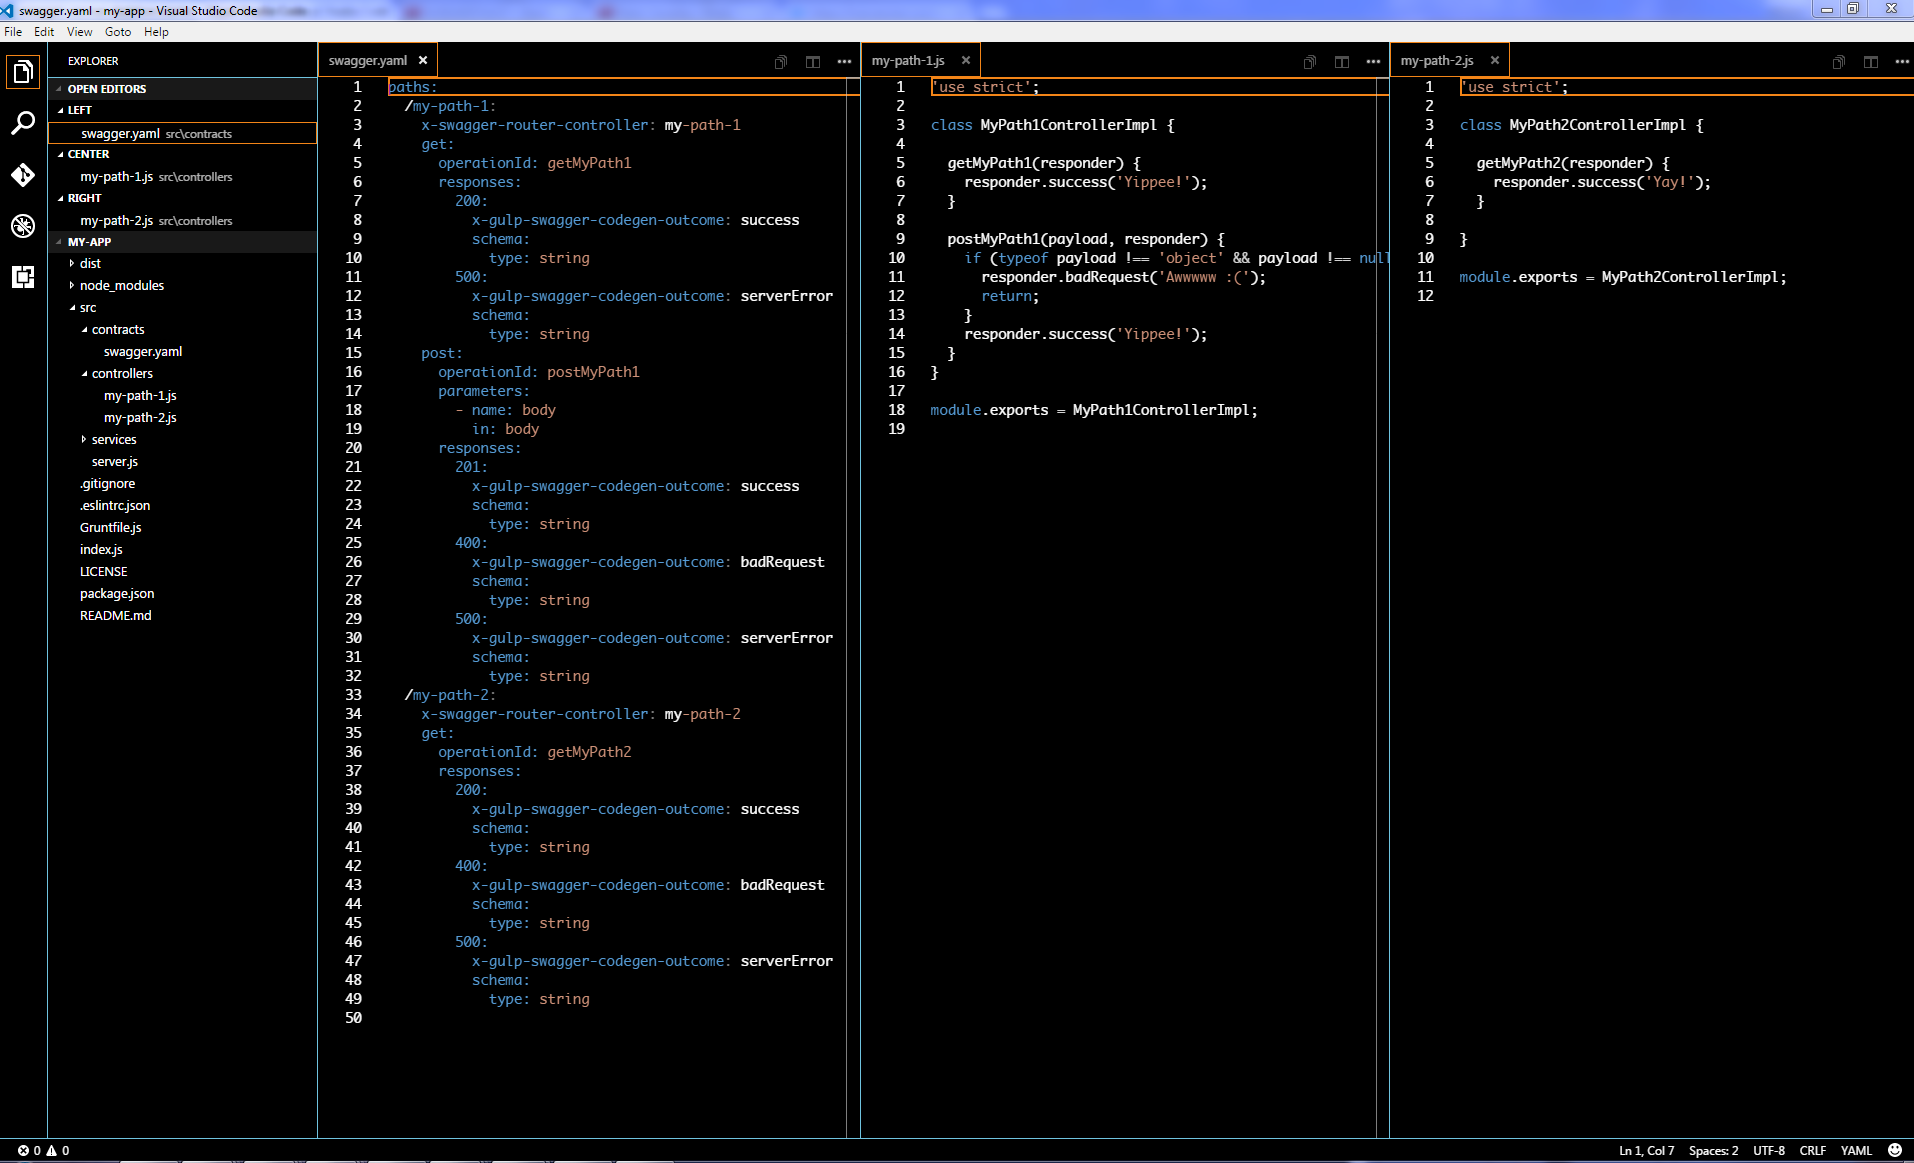 swagger.yaml - my-app - Visual Studio Code
File Edit View Goto Help
EXPLORER
OPEN EDITORS
LEFT
swagger.yaml src\contracts
CENTER
my-path-1.js src\controllers
RIGHT
my-path-2.js src\controllers
MY-APP
dist
node_modules
src
contracts
swagger.yaml
controllers
my-path-1.js
my-path-2.js
services
server.js
.gitignore
.eslintrc.json
Gruntfile.js
index.js
LICENSE
package.json
README.md
swagger.yaml
1 paths:
2   /my-path-1:
3     x-swagger-router-controller: my-path-1
4     get:
5       operationId: getMyPath1
6       responses:
7         200:
8           x-gulp-swagger-codegen-outcome: success
9           schema:
10             type: string
11         500:
12           x-gulp-swagger-codegen-outcome: serverError
13           schema:
14             type: string
15     post:
16       operationId: postMyPath1
17       parameters:
18         - name: body
19           in: body
20       responses:
21         201:
22           x-gulp-swagger-codegen-outcome: success
23           schema:
24             type: string
25         400:
26           x-gulp-swagger-codegen-outcome: badRequest
27           schema:
28             type: string
29         500:
30           x-gulp-swagger-codegen-outcome: serverError
31           schema:
32             type: string
33   /my-path-2:
34     x-swagger-router-controller: my-path-2
35     get:
36       operationId: getMyPath2
37       responses:
38         200:
39           x-gulp-swagger-codegen-outcome: success
40           schema:
41             type: string
42         400:
43           x-gulp-swagger-codegen-outcome: badRequest
44           schema:
45             type: string
46         500:
47           x-gulp-swagger-codegen-outcome: serverError
48           schema:
49             type: string
50
my-path-1.js
1 'use strict';
2
3 class MyPath1ControllerImpl {
4
5   getMyPath1(responder) {
6     responder.success('Yippee!');
7   }
8
9   postMyPath1(payload, responder) {
10     if (typeof payload !== 'object' && payload !== null
11       responder.badRequest('Awwwww :(');
12       return;
13     }
14     responder.success('Yippee!');
15   }
16 }
17
18 module.exports = MyPath1ControllerImpl;
19
my-path-2.js
1 'use strict';
2
3 class MyPath2ControllerImpl {
4
5   getMyPath2(responder) {
6     responder.success('Yay!');
7   }
8
9 }
10
11 module.exports = MyPath2ControllerImpl;
12
0 0
Ln 1, Col 7 Spaces: 2 UTF-8 CRLF YAML